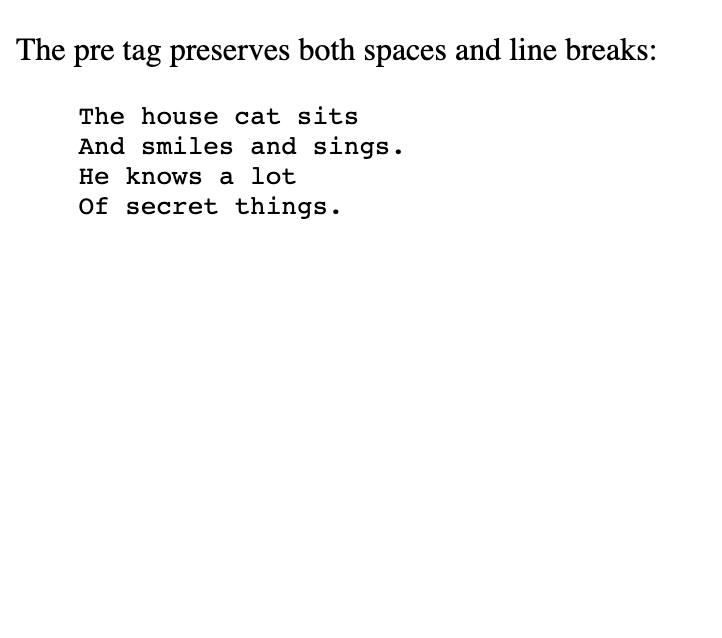 The pre tag preserves both spaces and line breaks:
The house cat sits
And smiles and sings.
He knows a lot
Of secret things.